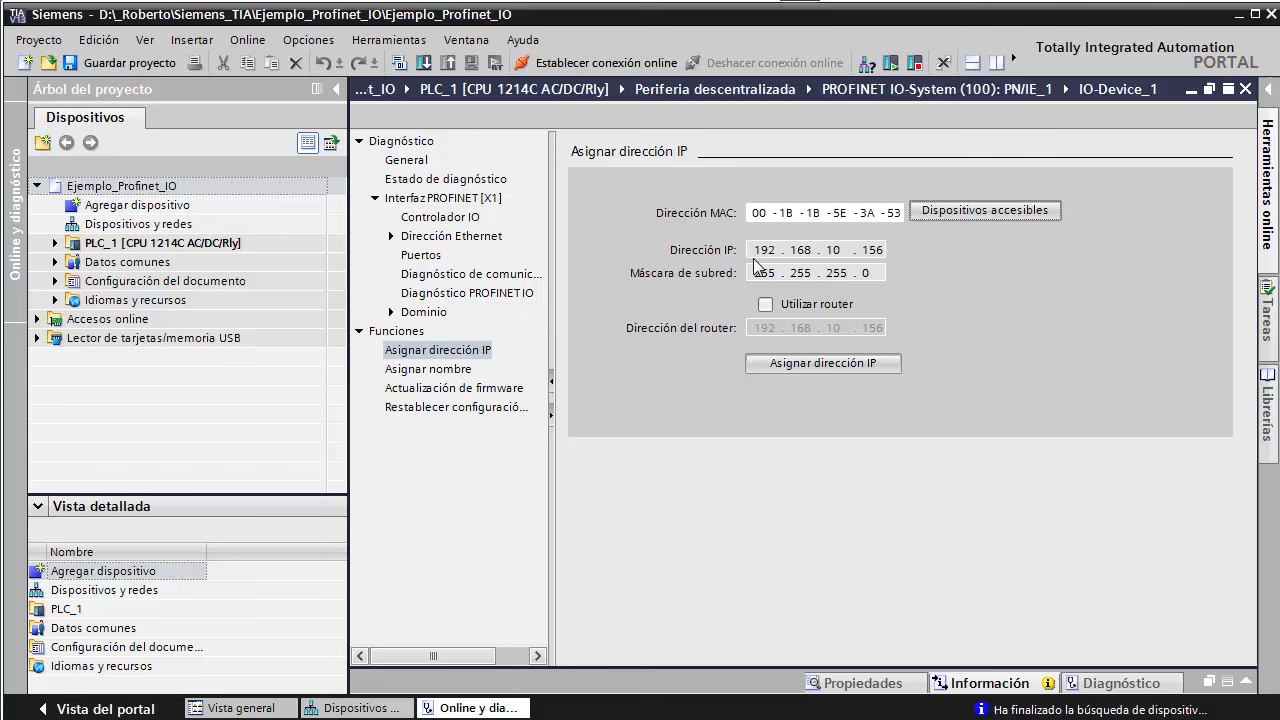 Siemens - D:\_Roberto\Siemens_TIA\Ejemplo_Profinet_IO\Ejemplo_Profinet_IO
Proyecto Edición Ver Insertar Online Opciones Herramientas Ventana Ayuda
Totally Integrated Automation
PORTAL
Guardar proyecto Establecer conexión online Deshacer conexión online
Árbol del proyecto
...t_IO PLC_1 [CPU 1214C AC/DC/Rly] Periferia descentralizada PROFINET IO-System (100): PN/IE_1 IO-Device_1
Dispositivos
Online y diagnóstico
Ejemplo_Profinet_IO
Agregar dispositivo
Dispositivos y redes
PLC_1 [CPU 1214C AC/DC/Rly]
Datos comunes
Configuración del documento
Idiomas y recursos
Accesos online
Lector de tarjetas/memoria USB
Vista detallada
Nombre
Agregar dispositivo
Dispositivos y redes
PLC_1
Datos comunes
Configuración del docume...
Idiomas y recursos
Diagnóstico
General
Estado de diagnóstico
Interfaz PROFINET [X1]
Controlador IO
Dirección Ethernet
Puertos
Diagnóstico de comunic...
Diagnóstico PROFINET IO
Dominio
Funciones
Asignar dirección IP
Asignar nombre
Actualización de firmware
Restablecer configuració...
Asignar dirección IP
Dirección MAC: 00 -1B -1B -5E -3A -53 Dispositivos accesibles
Dirección IP: 192 . 168 . 10 . 156
Máscara de subred: 255 . 255 . 255 . 0
Utilizar router
Dirección del router: 192 . 168 . 10 . 156
Asignar dirección IP
Herramientas online
Tareas
Librerías
Propiedades Información Diagnóstico
Vista del portal Vista general Dispositivos ... Online y dia... Ha finalizado la búsqueda de dispositiv...